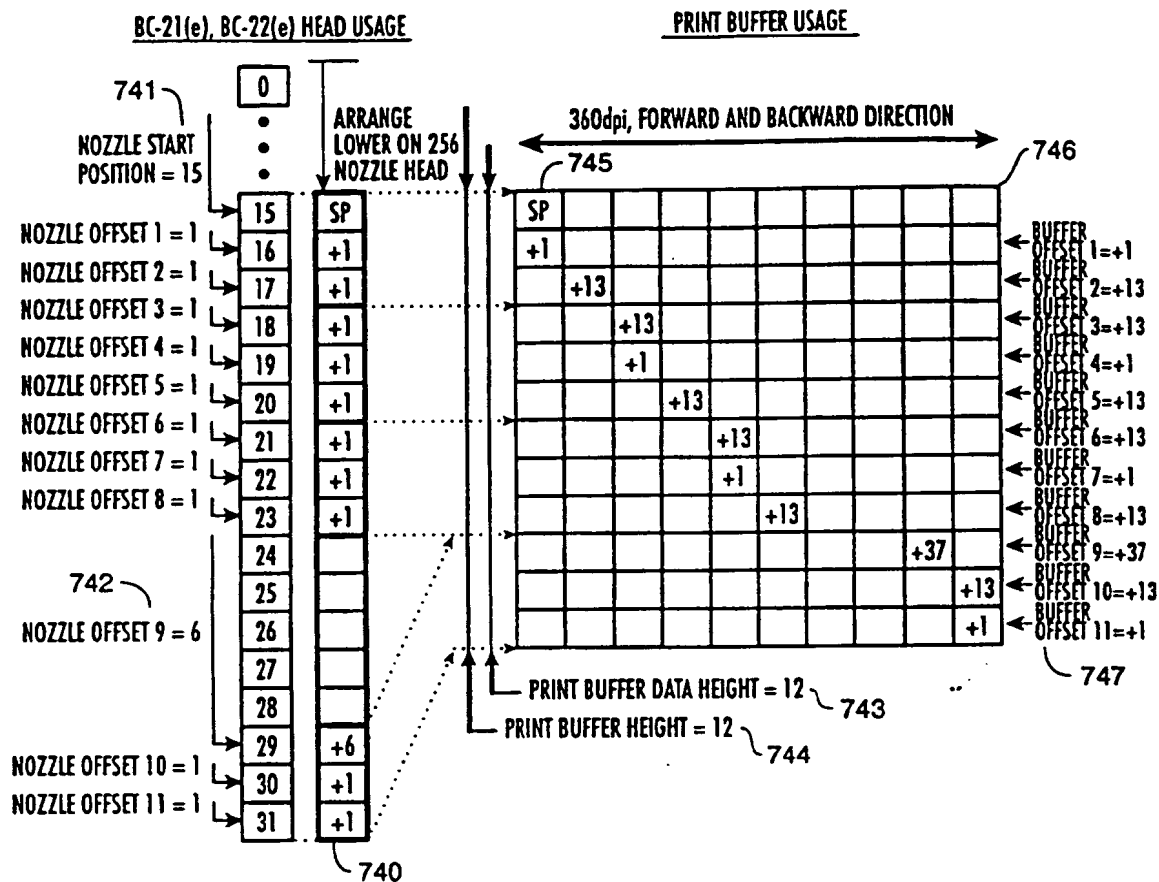 BC-21(e), BC-22(e) HEAD USAGE
PRINT BUFFER USAGE
741
0
NOZZLE START
POSITION = 15
ARRANGE
LOWER ON 256
NOZZLE HEAD
360dpi, FORWARD AND BACKWARD DIRECTION
745
746
15 SP SP
NOZZLE OFFSET 1 = 1
16 +1 +1
BUFFER
OFFSET 1=+1
NOZZLE OFFSET 2 = 1
17 +1 +13
BUFFER
OFFSET 2=+13
NOZZLE OFFSET 3 = 1
18 +1 +13
BUFFER
OFFSET 3=+13
NOZZLE OFFSET 4 = 1
19 +1 +1
BUFFER
OFFSET 4=+1
NOZZLE OFFSET 5 = 1
20 +1 +13
BUFFER
OFFSET 5=+13
NOZZLE OFFSET 6 = 1
21 +1 +13
BUFFER
OFFSET 6=+13
NOZZLE OFFSET 7 = 1
22 +1 +1
BUFFER
OFFSET 7=+1
NOZZLE OFFSET 8 = 1
23 +1 +13
BUFFER
OFFSET 8=+13
24 +37
BUFFER
OFFSET 9=+37
742
25 +13
BUFFER
OFFSET 10=+13
NOZZLE OFFSET 9 = 6
26 +1
BUFFER
OFFSET 11=+1
747
27
28
PRINT BUFFER DATA HEIGHT = 12
743
PRINT BUFFER HEIGHT = 12
744
29 +6
NOZZLE OFFSET 10 = 1
30 +1
NOZZLE OFFSET 11 = 1
31 +1
740